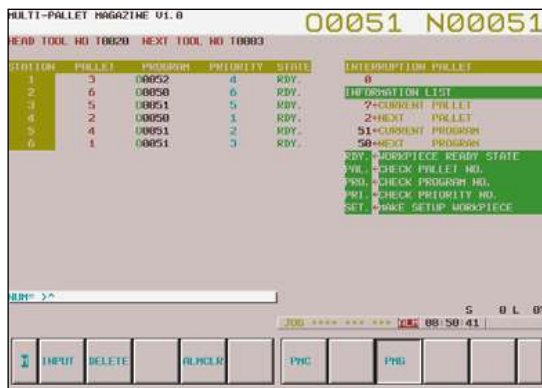 MULTI-PALLET MAGAZINE V1.0
O0051 N00051
HEAD TOOL NO T0020 NEXT TOOL NO T0003
STATION PALLET PROGRAM PRIORITY STATE
1 3 O0052 4 RDY.
2 6 O0050 6 RDY.
3 5 O0051 5 RDY.
4 2 O0050 1 RDY.
5 4 O0051 2 RDY.
6 1 O0051 3 RDY.
INTERRUPTION PALLET
0
INFORMATION LIST
7←CURRENT PALLET
2←NEXT PALLET
51←CURRENT PROGRAM
50←NEXT PROGRAM
RDY.←WORKPIECE READY STATE
PAL.←CHECK PALLET NO.
PRO.←CHECK PROGRAM NO.
PRI.←CHECK PRIORITY NO.
SET.←MAKE SETUP WORKPIECE
NUM= >^
S 0 L 0%
JOG **** *** *** ALM 08:50:41
INPUT DELETE ALMCLR PMC PMG